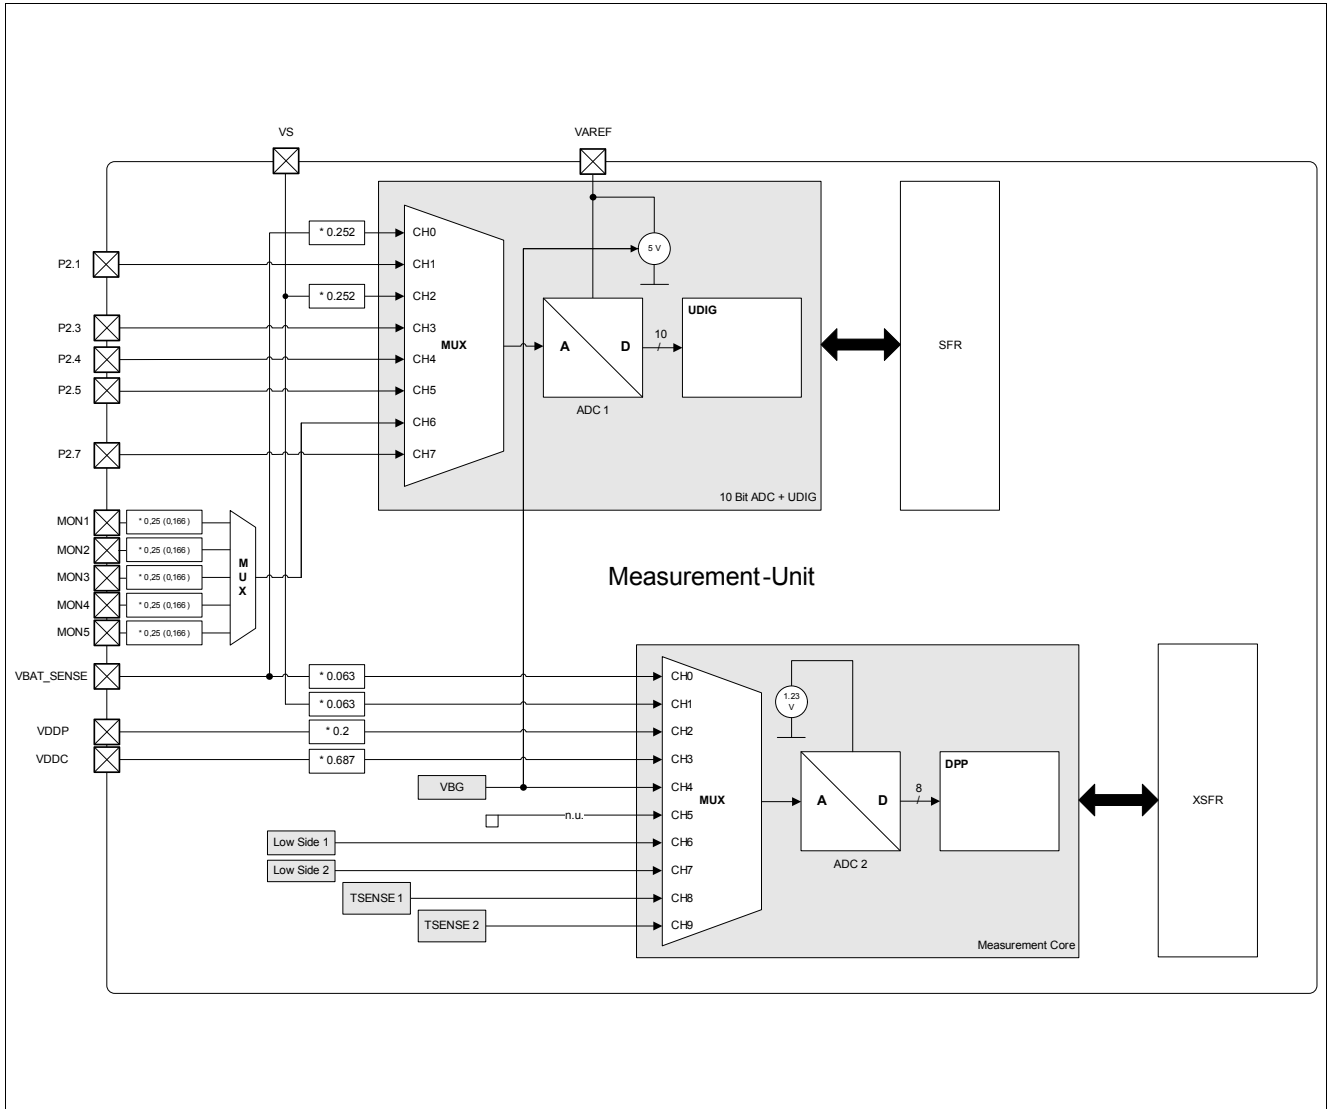 VS
VAREF
* 0.252
CH0
5 V
P2.1
CH1
* 0.252
CH2
UDIG
P2.3
CH3
10
MUX
A
D
SFR
P2.4
CH4
P2.5
CH5
ADC 1
CH6
P2.7
CH7
10 Bit ADC + UDIG
MON1
* 0,25 (0,166 )
MON2
* 0,25 (0,166 )
MON3
* 0,25 (0,166 )
MON4
* 0,25 (0,166 )
MON5
* 0,25 (0,166 )
M
U
X
Measurement-Unit
VBAT_SENSE
* 0.063
CH0
1.23
V
* 0.063
CH1
VDDP
* 0.2
CH2
VDDC
* 0.687
CH3
DPP
VBG
CH4
8
MUX
A
D
XSFR
n.u.
CH5
Low Side 1
CH6
ADC 2
Low Side 2
CH7
TSENSE 1
CH8
TSENSE 2
CH9
Measurement Core